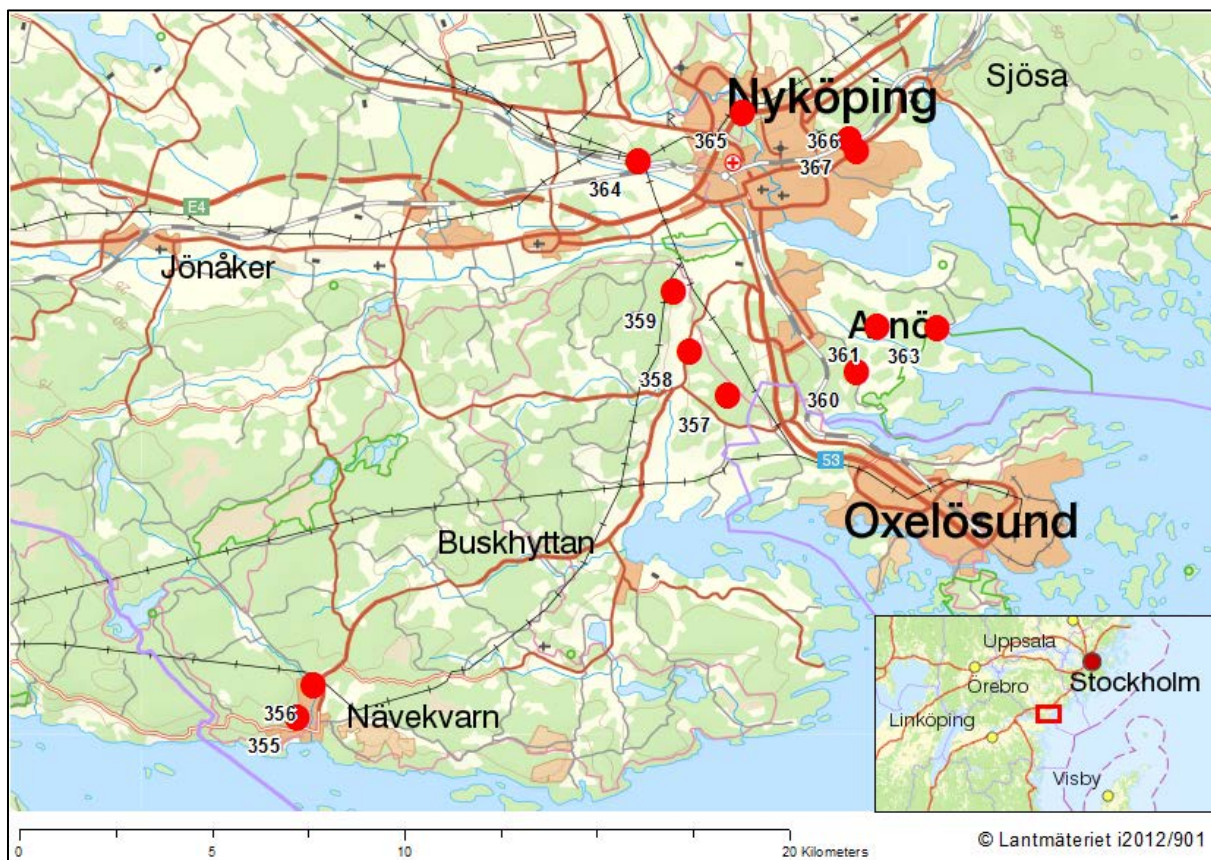 Sjösa
Nyköping
365
366
367
364
E4
Jönåker
359
Arnö
361
363
358
360
357
53
Oxelösund
Buskhyttan
Uppsala
Örebro
Stockholm
Linköping
Visby
356
Nävekvarn
355
0 5 10 20 Kilometers
© Lantmäteriet i2012/901